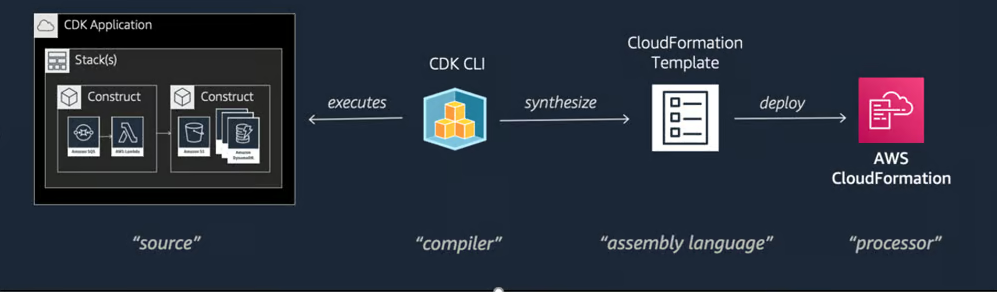 CDK Application
Stack(s)
Construct
Construct
Amazon SQS
AWS Lambda
Amazon S3
Amazon
DynamoDB
executes
CDK CLI
synthesize
CloudFormation
Template
deploy
AWS
CloudFormation
“source”
“compiler”
“assembly language”
“processor”